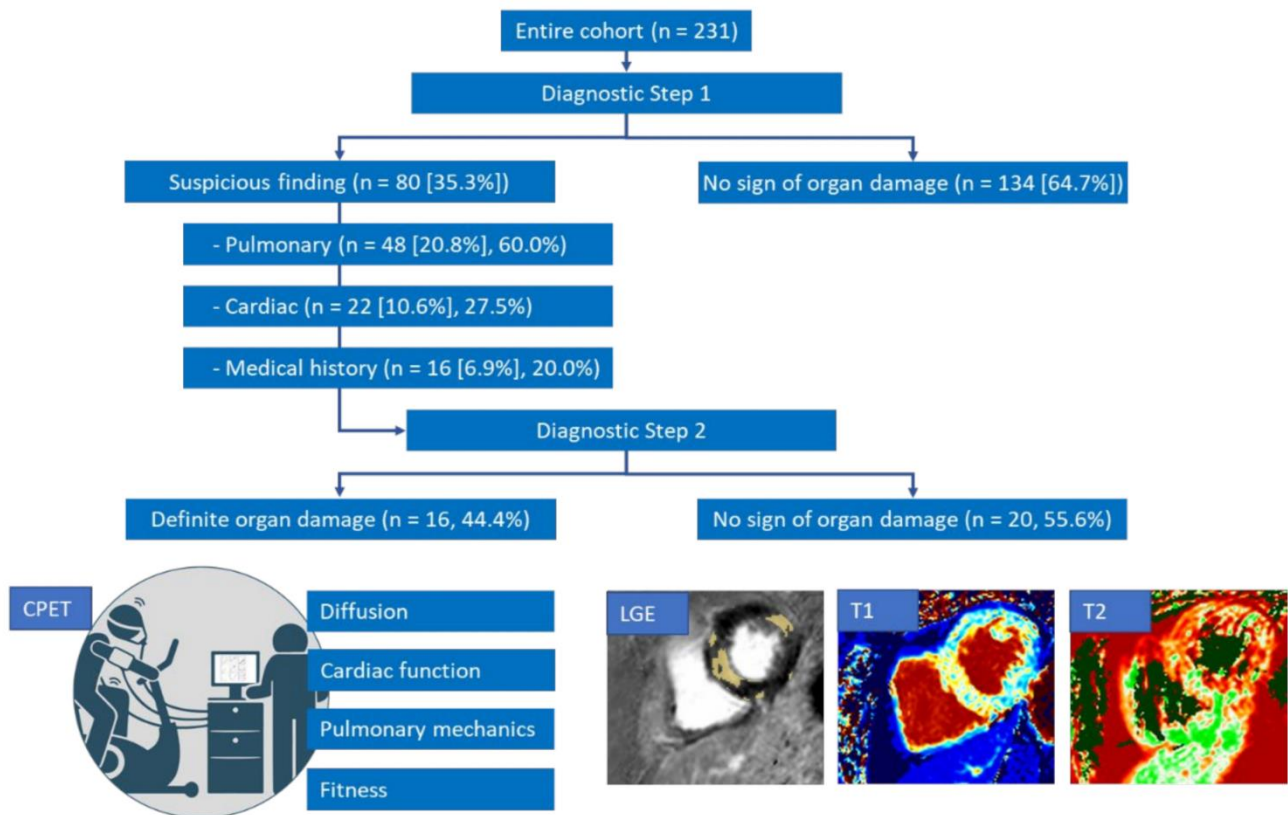 Entire cohort (n = 231)
Diagnostic Step 1
Suspicious finding (n = 80 [35.3%])
No sign of organ damage (n = 134 [64.7%])
- Pulmonary (n = 48 [20.8%], 60.0%)
- Cardiac (n = 22 [10.6%], 27.5%)
- Medical history (n = 16 [6.9%], 20.0%)
Diagnostic Step 2
Definite organ damage (n = 16, 44.4%)
No sign of organ damage (n = 20, 55.6%)
CPET
Diffusion
Cardiac function
Pulmonary mechanics
Fitness
LGE
T1
T2